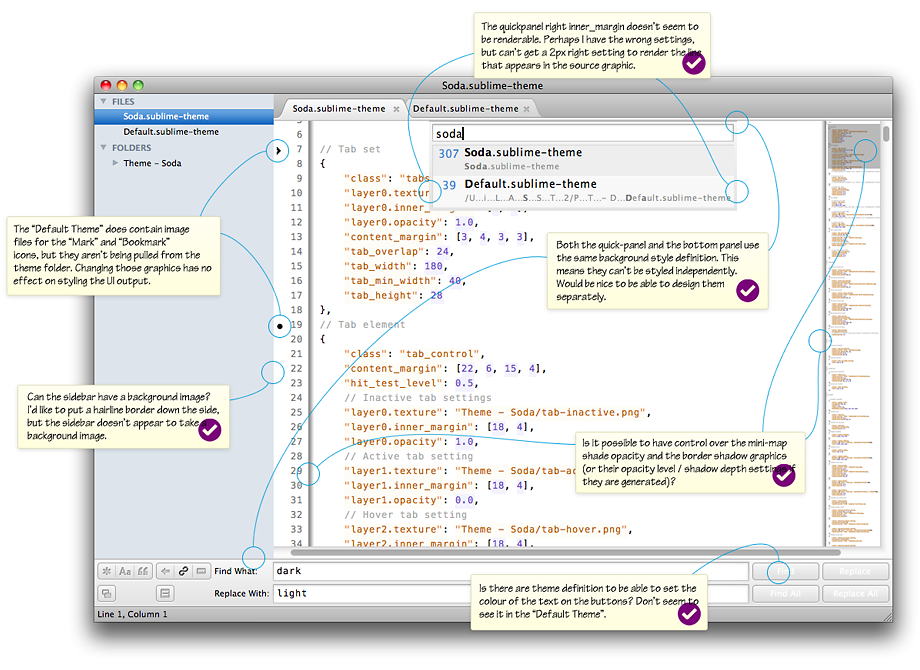 The quickpanel right inner_margin doesn't seem to
be renderable. Perhaps I have the wrong settings,
but can't get a 2px right setting to render the line
that appears in the source graphic.
Soda.sublime-theme
FILES
Soda.sublime-theme
Default.sublime-theme
FOLDERS
Theme - Soda
Soda.sublime-theme ×
Default.sublime-theme ×
soda
307 Soda.sublime-theme
Soda.sublime-theme
39 Default.sublime-theme
/U...i...L...A...S...S...T...2/P...T...– D...Default.sublime-theme
5
6
7 // Tab set
8 {
9 "class": "tabs
10 "layer0.textur
11 "layer0.inner_
12 "layer0.opacity": 1.0,
13 "content_margin": [3, 4, 3, 3],
14 "tab_overlap": 24,
15 "tab_width": 180,
16 "tab_min_width": 40,
17 "tab_height": 28
18 },
19 // Tab element
20 {
21 "class": "tab_control",
22 "content_margin": [22, 6, 15, 4],
23 "hit_test_level": 0.5,
24 // Inactive tab settings
25 "layer0.texture": "Theme - Soda/tab-inactive.png",
26 "layer0.inner_margin": [18, 4],
27 "layer0.opacity": 1.0,
28 // Active tab setting
29 "layer1.texture": "Theme - Soda/tab-ac
30 "layer1.inner_margin": [18, 4],
31 "layer1.opacity": 0.0,
32 // Hover tab setting
33 "layer2.texture": "Theme - Soda/tab-hover.png",
34 "layer2.inner_margin": [18, 4],
The "Default Theme" does contain image
files for the "Mark" and "Bookmark"
icons, but they aren't being pulled from the
theme folder. Changing those graphics has no
effect on styling the UI output.
Both the quick-panel and the bottom panel use
the same background style definition. This
means they can't be styled independently.
Would be nice to be able to design them
separately.
Can the sidebar have a background image?
I'd like to put a hairline border down the side,
but the sidebar doesn't appear to take a
background image.
Is it possible to have control over the mini-map
shade opacity and the border shadow graphics
(or their opacity level / shadow depth settings if
they are generated)?
Aa
Find What: dark
Replace
Replace With: light
Find All
Replace All
Is there are theme definition to be able to set the
colour of the text on the buttons? Don't seem to
see it in the "Default Theme".
Line 1, Column 1